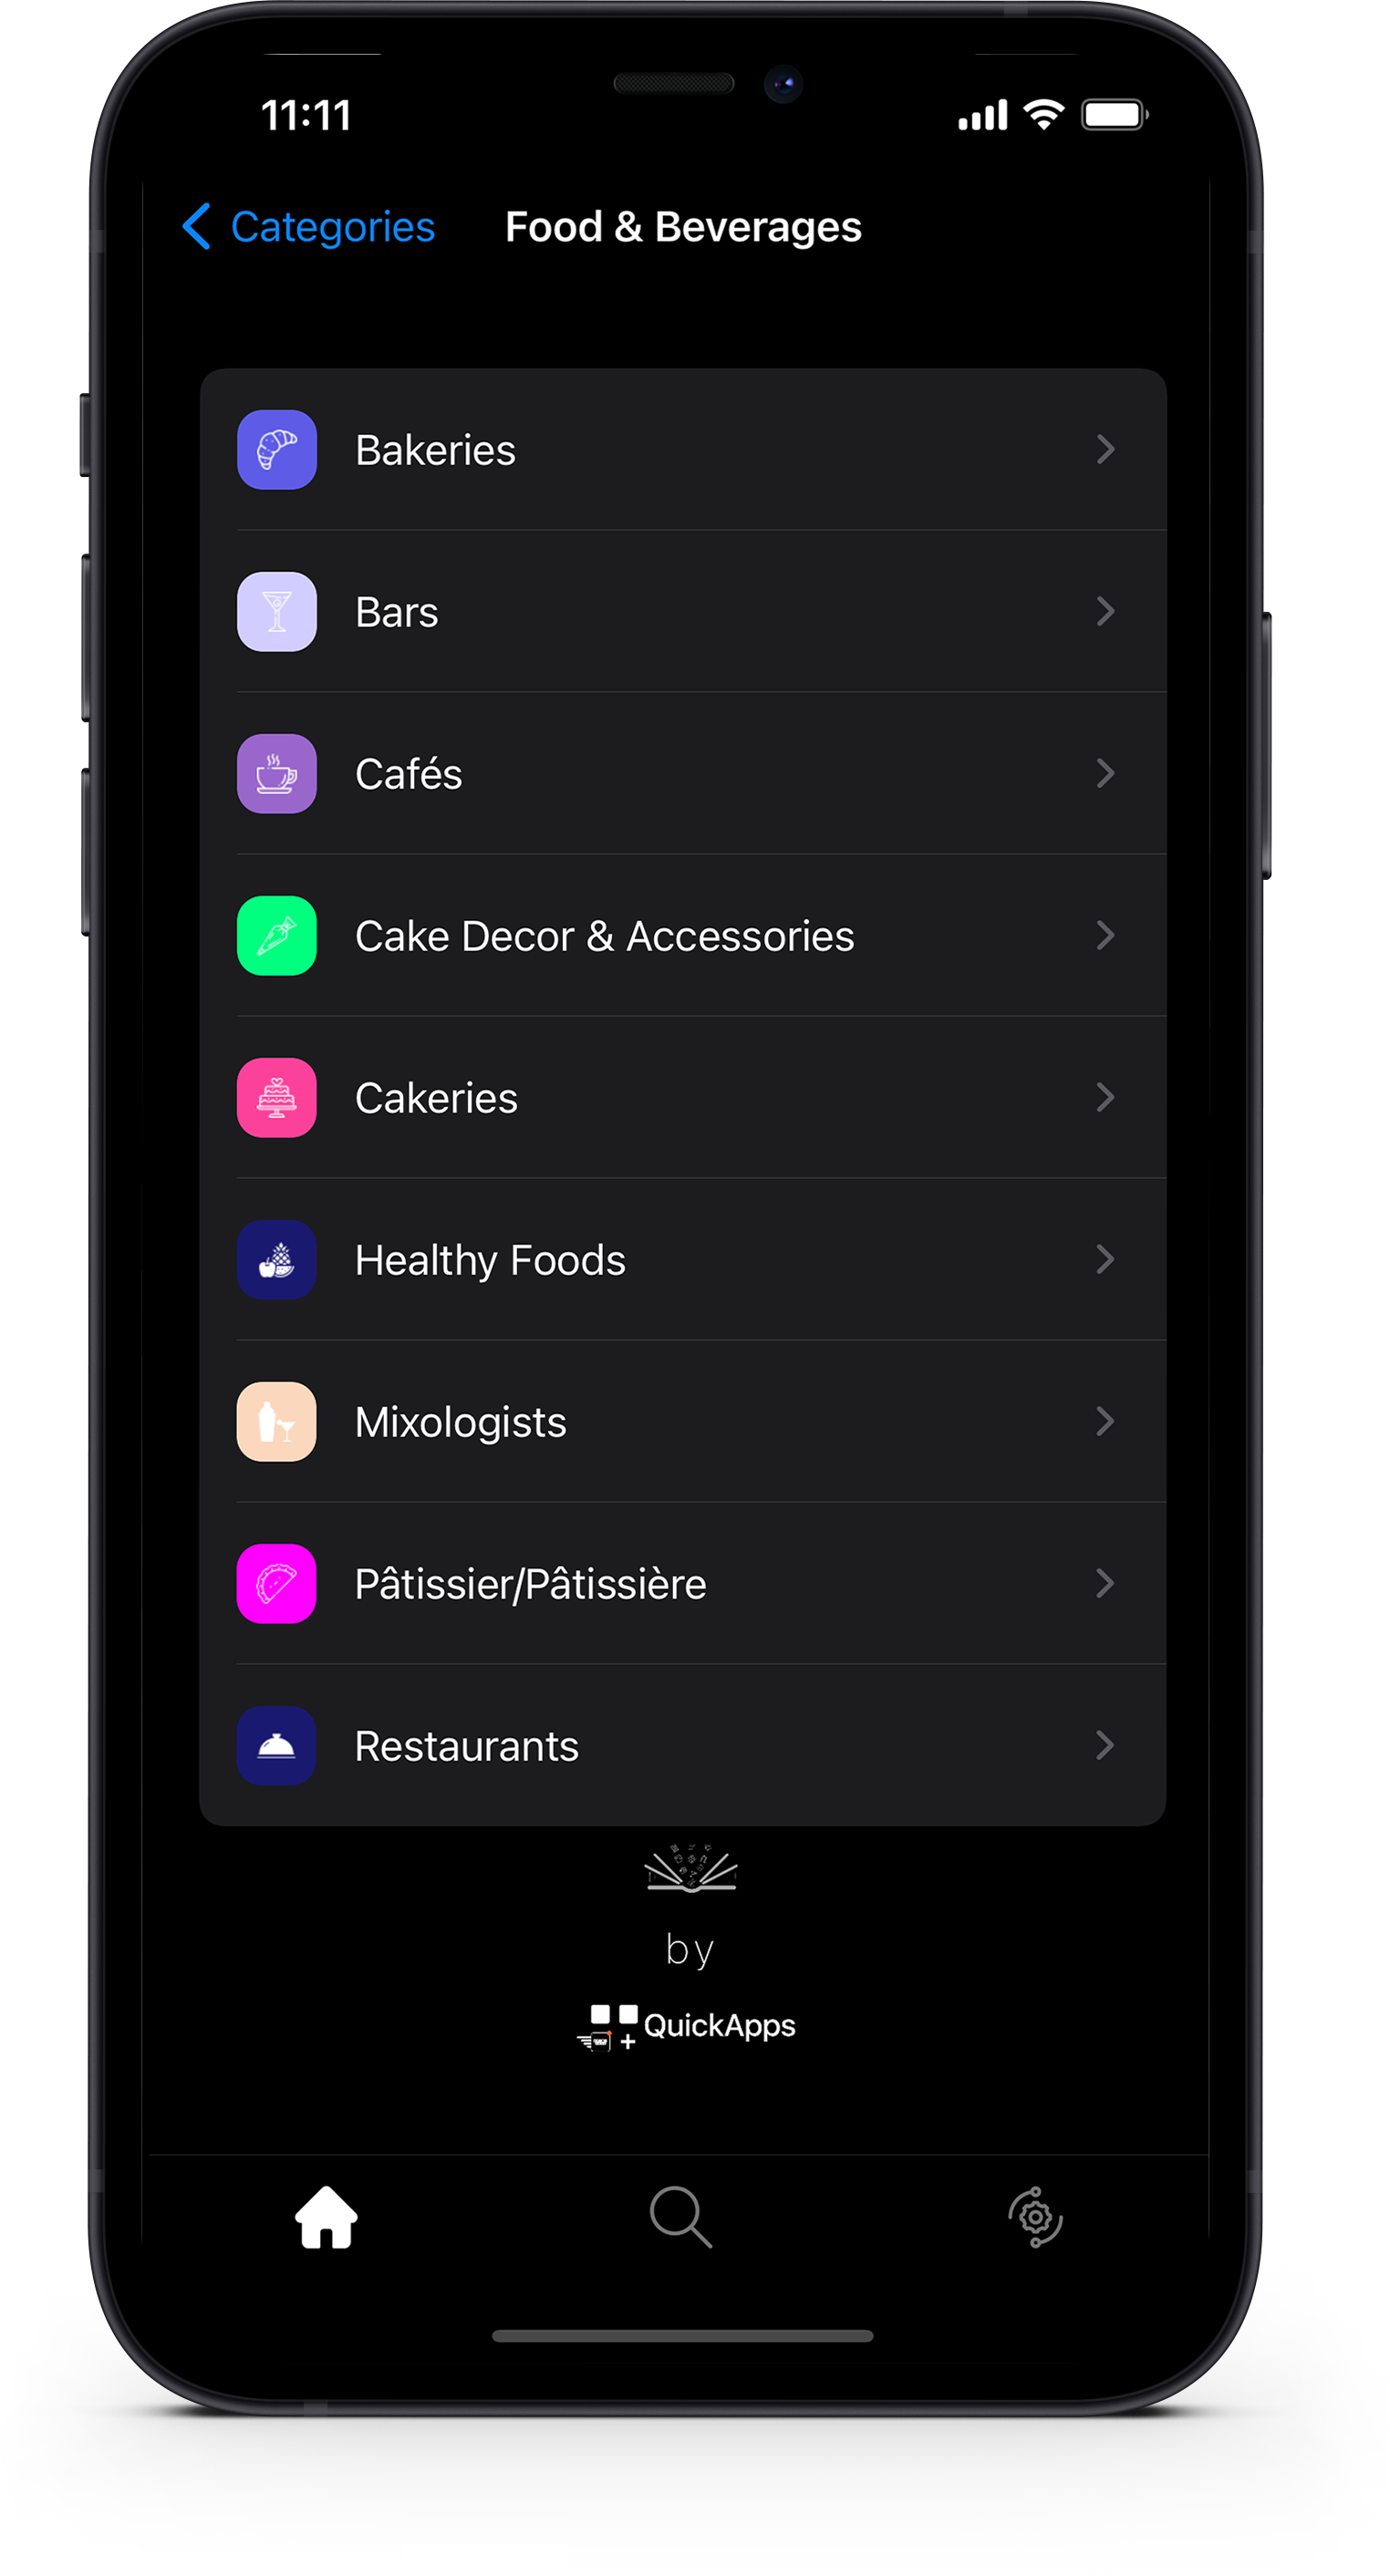 11:11
Categories Food & Beverages
Bakeries
Bars
Cafés
Cake Decor & Accessories
Cakeries
Healthy Foods
Mixologists
Pâtissier/Pâtissière
Restaurants
by
QuickApps